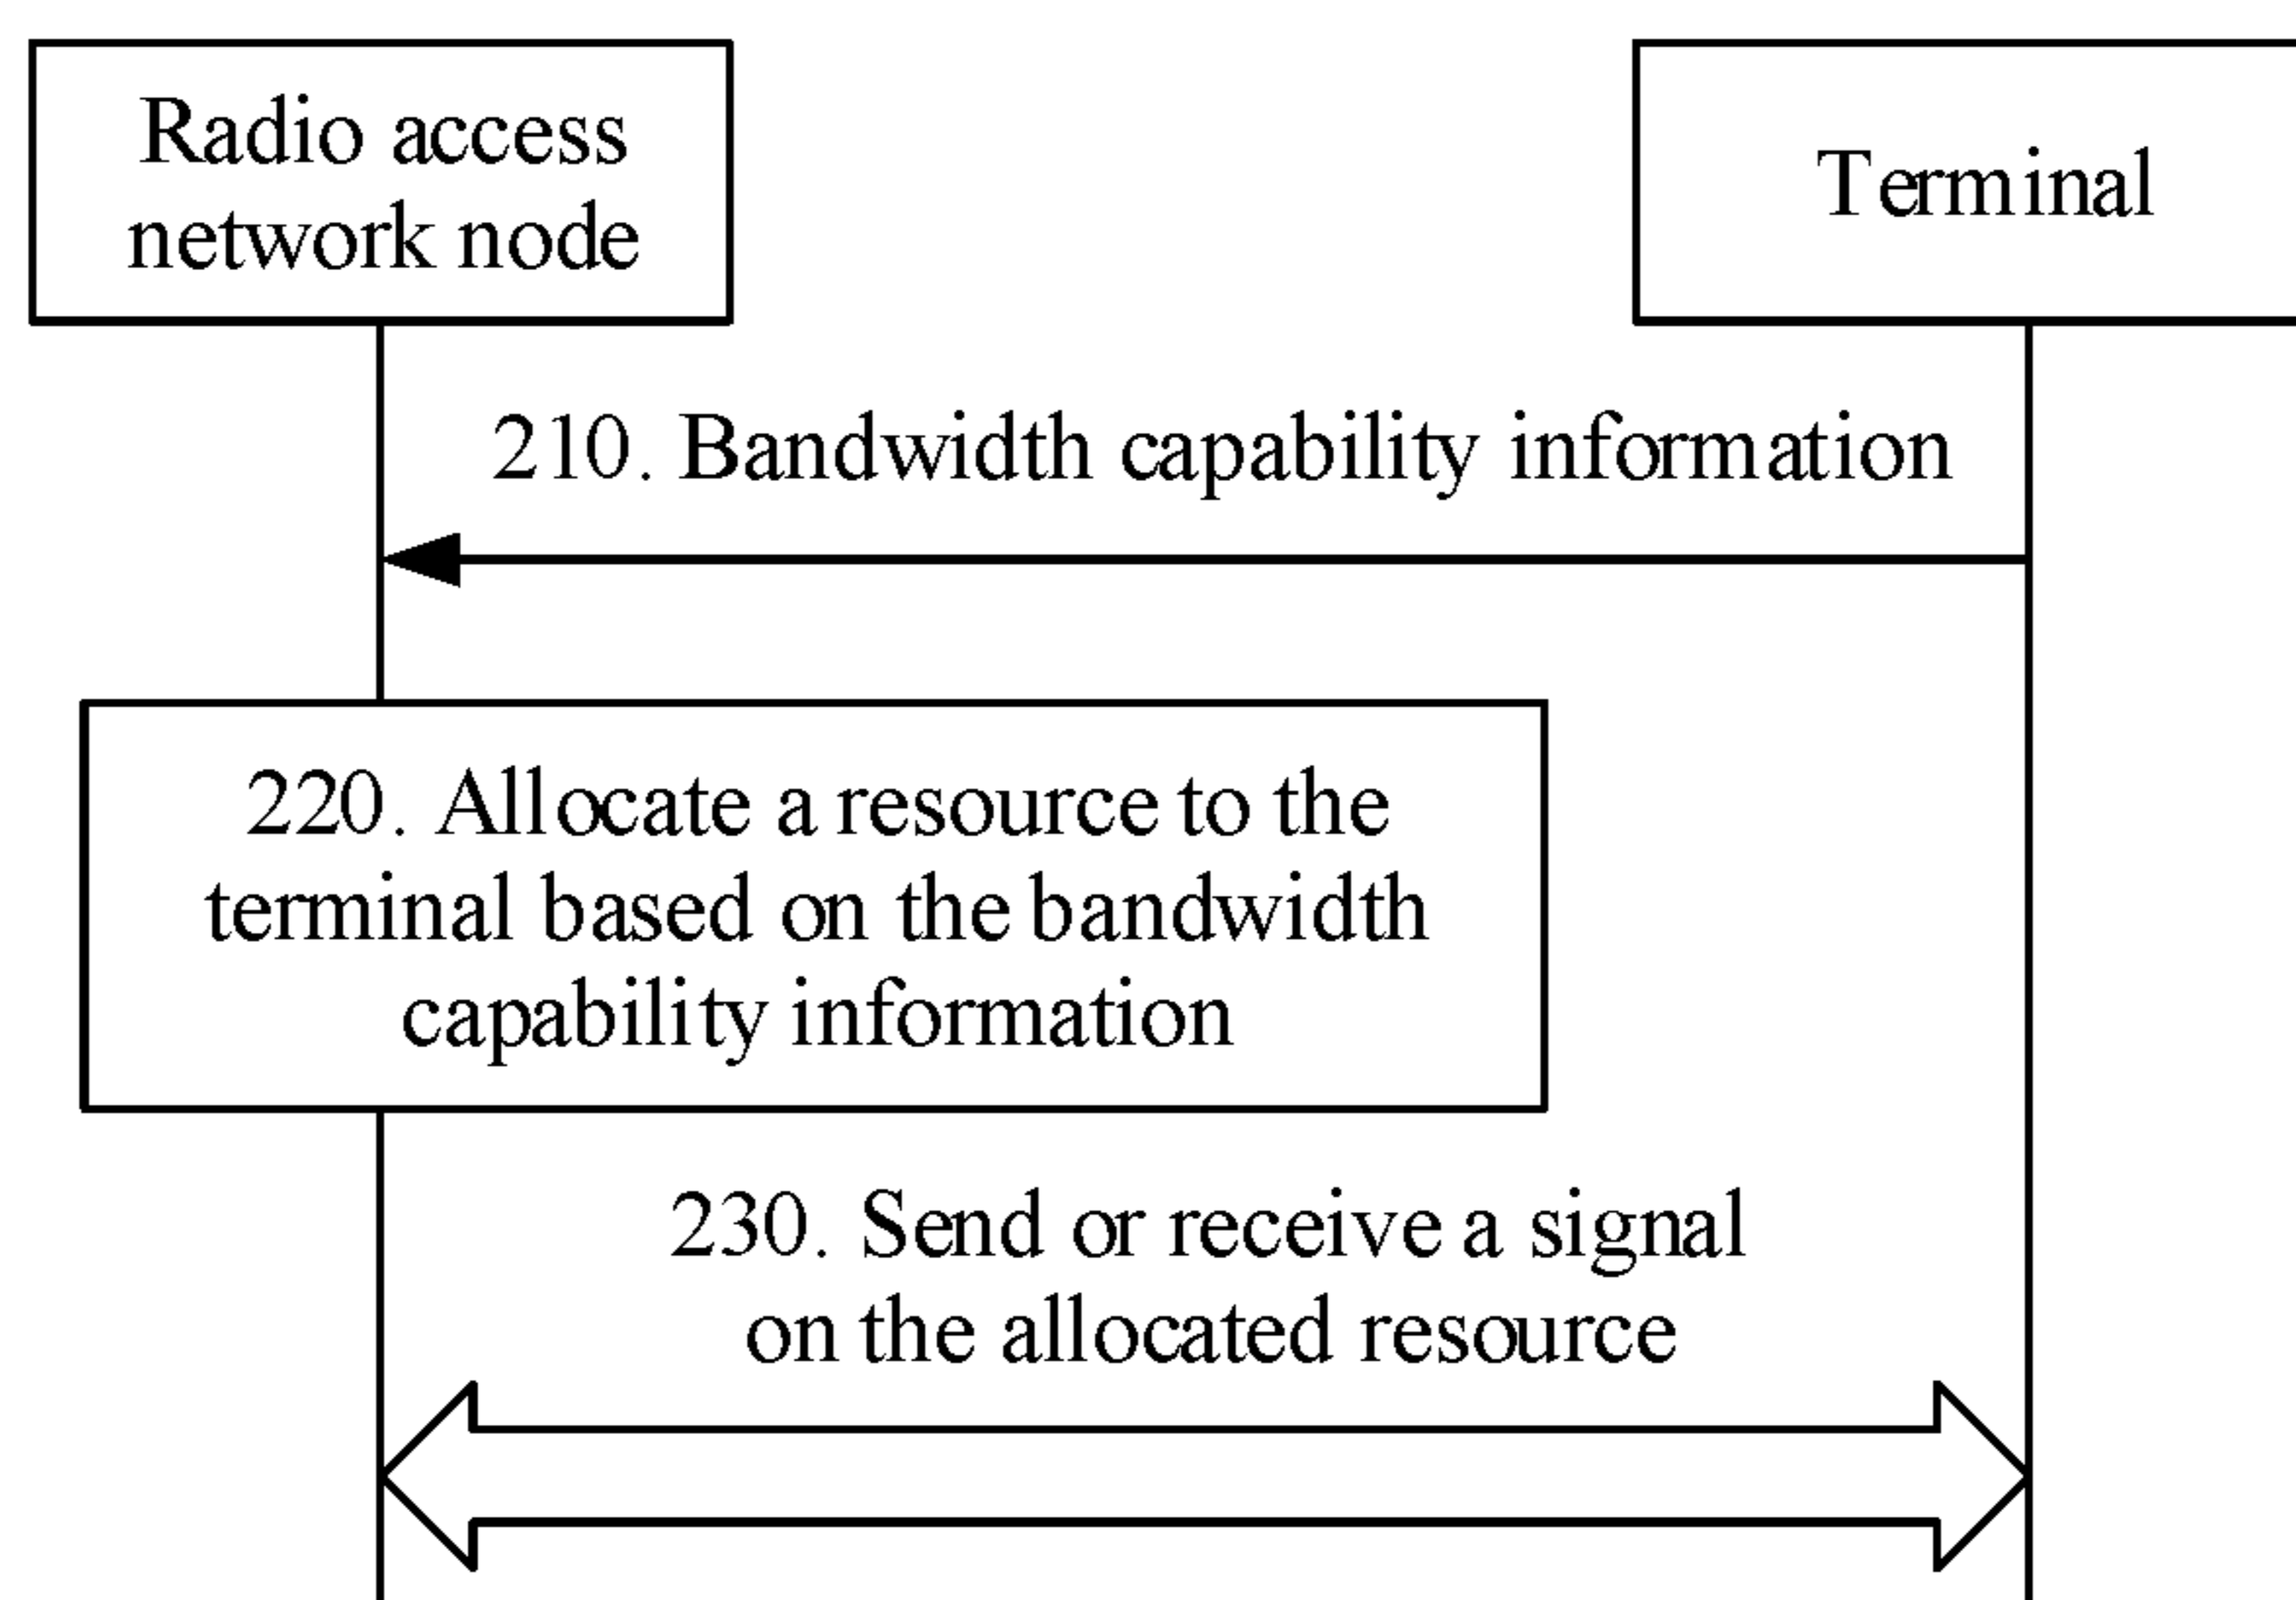 Radio access
network node
Terminal
210. Bandwidth capability information
220. Allocate a resource to the
terminal based on the bandwidth
capability information
230. Send or receive a signal
on the allocated resource